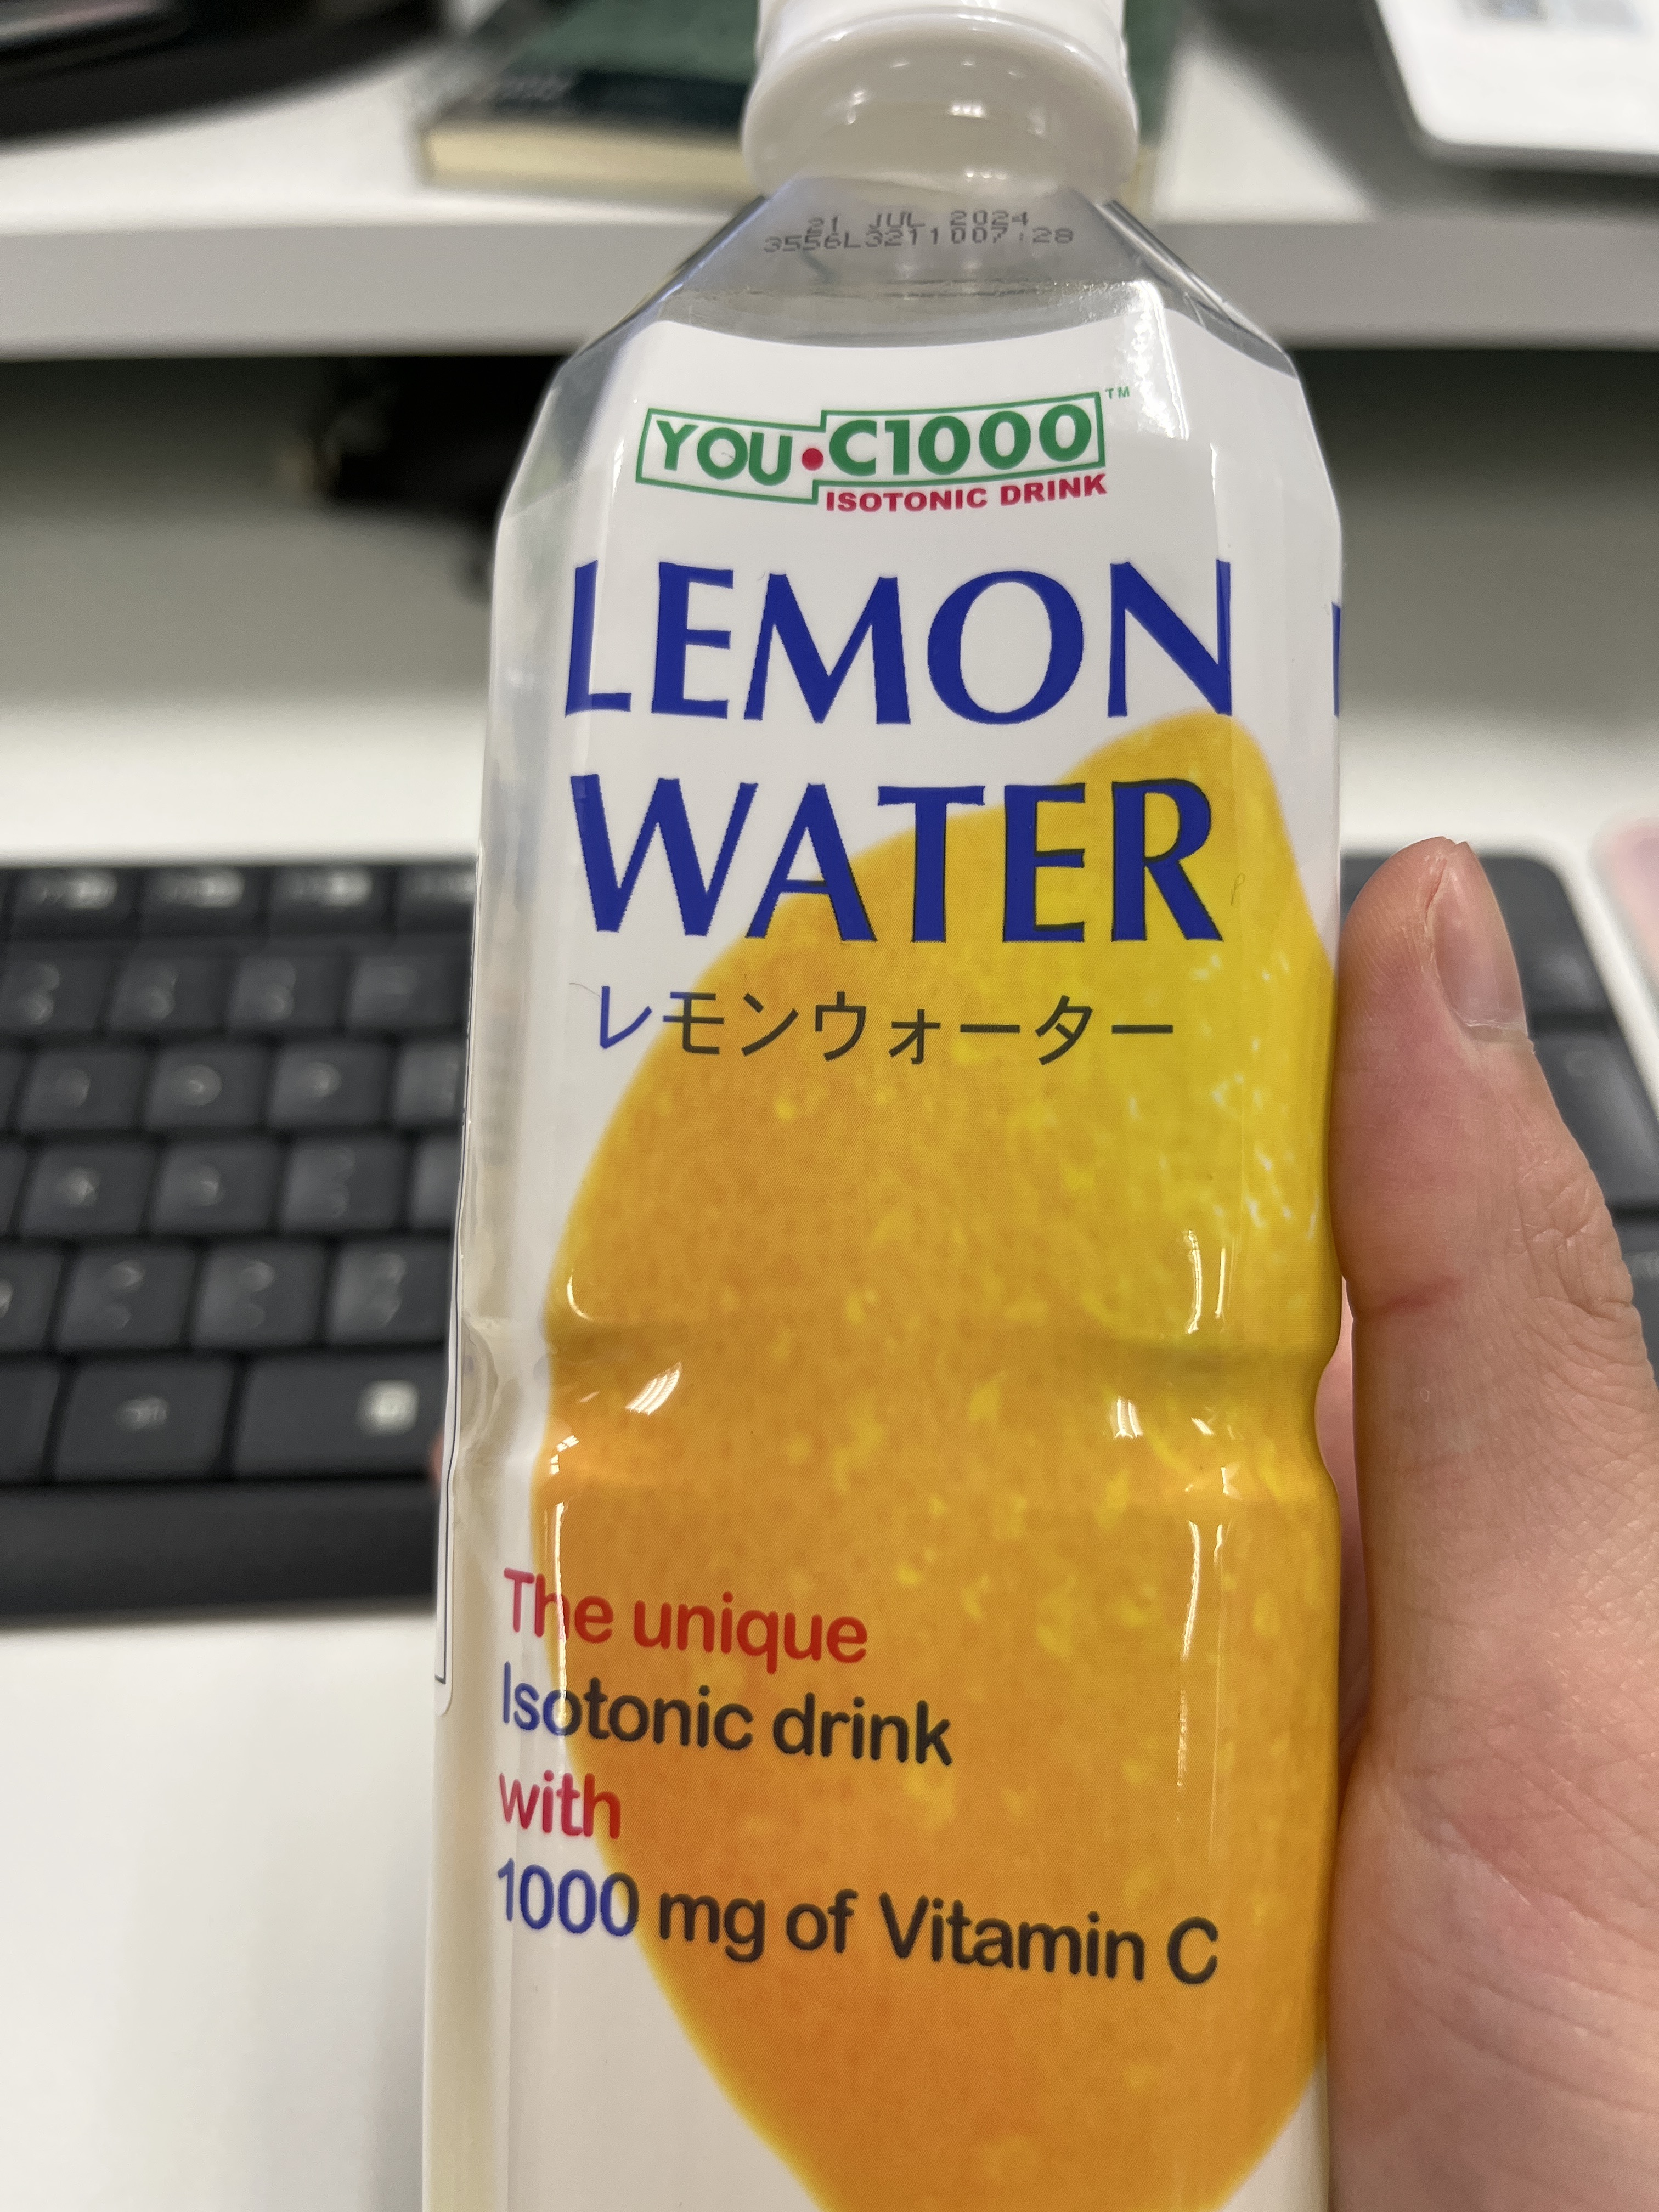 21 JUL 2024
3556L3211007:28
YOU•C1000™
ISOTONIC DRINK
LEMON
WATER
レモンウォーター
The unique
Isotonic drink
with
1000 mg of Vitamin C